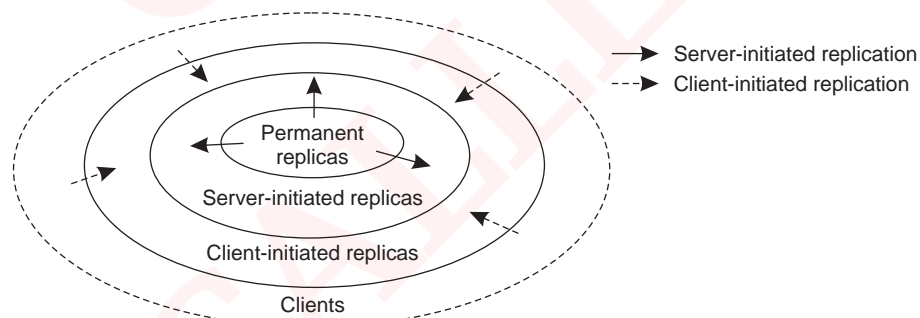 Server-initiated replication
Client-initiated replication
Permanent
replicas
Server-initiated replicas
Client-initiated replicas
Clients